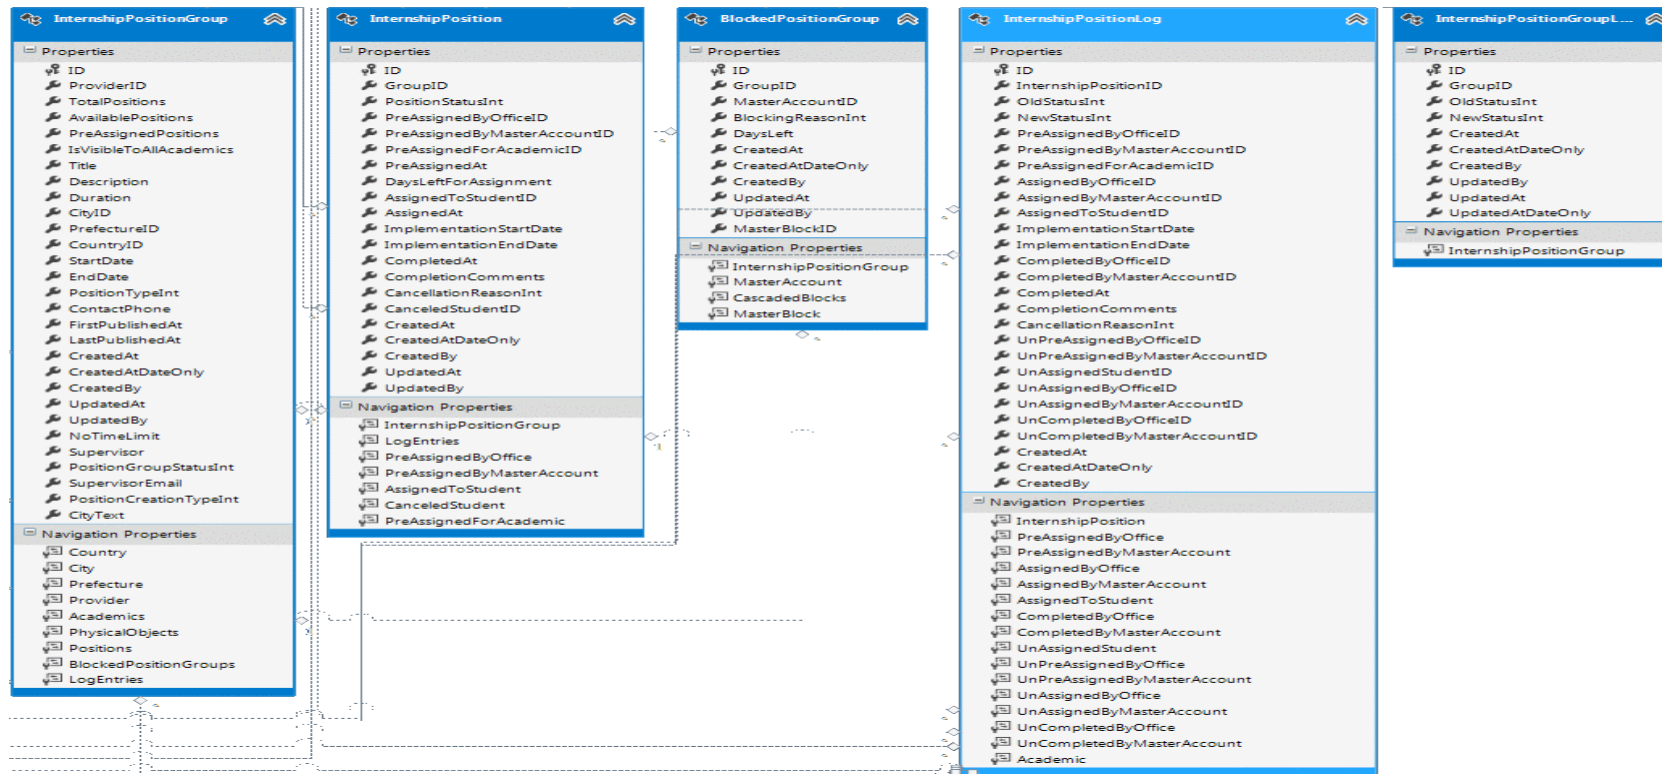 InternshipPositionGroup
Properties
ID
ProviderID
TotalPositions
AvailablePositions
PreAssignedPositions
IsVisibleToAllAcademics
Title
Description
Duration
CityID
PrefectureID
CountryID
StartDate
EndDate
PositionTypeInt
ContactPhone
FirstPublishedAt
LastPublishedAt
CreatedAt
CreatedAtDateOnly
CreatedBy
UpdatedAt
UpdatedBy
NoTimeLimit
Supervisor
PositionGroupStatusInt
SupervisorEmail
PositionCreationTypeInt
CityText
Navigation Properties
Country
City
Prefecture
Provider
Academics
PhysicalObjects
Positions
BlockedPositionGroups
LogEntries
InternshipPosition
Properties
ID
GroupID
PositionStatusInt
PreAssignedByOfficeID
PreAssignedByMasterAccountID
PreAssignedForAcademicID
PreAssignedAt
DaysLeftForAssignment
AssignedToStudentID
AssignedAt
ImplementationStartDate
ImplementationEndDate
CompletedAt
CompletionComments
CancellationReasonInt
CanceledStudentID
CreatedAt
CreatedAtDateOnly
CreatedBy
UpdatedAt
UpdatedBy
Navigation Properties
InternshipPositionGroup
LogEntries
PreAssignedByOffice
PreAssignedByMasterAccount
AssignedToStudent
CanceledStudent
PreAssignedForAcademic
BlockedPositionGroup
Properties
ID
GroupID
MasterAccountID
BlockingReasonInt
DaysLeft
CreatedAt
CreatedAtDateOnly
CreatedBy
UpdatedAt
UpdatedBy
MasterBlockID
Navigation Properties
InternshipPositionGroup
MasterAccount
CascadedBlocks
MasterBlock
InternshipPositionLog
Properties
ID
InternshipPositionID
OldStatusInt
NewStatusInt
PreAssignedByOfficeID
PreAssignedByMasterAccountID
PreAssignedForAcademicID
AssignedByOfficeID
AssignedByMasterAccountID
AssignedToStudentID
ImplementationStartDate
ImplementationEndDate
CompletedByOfficeID
CompletedByMasterAccountID
CompletedAt
CompletionComments
CancellationReasonInt
UnPreAssignedByOfficeID
UnPreAssignedByMasterAccountID
UnAssignedStudentID
UnAssignedByOfficeID
UnAssignedByMasterAccountID
UnCompletedByOfficeID
UnCompletedByMasterAccountID
CreatedAt
CreatedAtDateOnly
CreatedBy
Navigation Properties
InternshipPosition
PreAssignedByOffice
PreAssignedByMasterAccount
AssignedByOffice
AssignedByMasterAccount
AssignedToStudent
CompletedByOffice
CompletedByMasterAccount
UnAssignedStudent
UnPreAssignedByOffice
UnPreAssignedByMasterAccount
UnAssignedByOffice
UnAssignedByMasterAccount
UnCompletedByOffice
UnCompletedByMasterAccount
Academic
InternshipPositionGroupL...
Properties
ID
GroupID
OldStatusInt
NewStatusInt
CreatedAt
CreatedAtDateOnly
CreatedBy
UpdatedBy
UpdatedAt
UpdatedAtDateOnly
Navigation Properties
InternshipPositionGroup